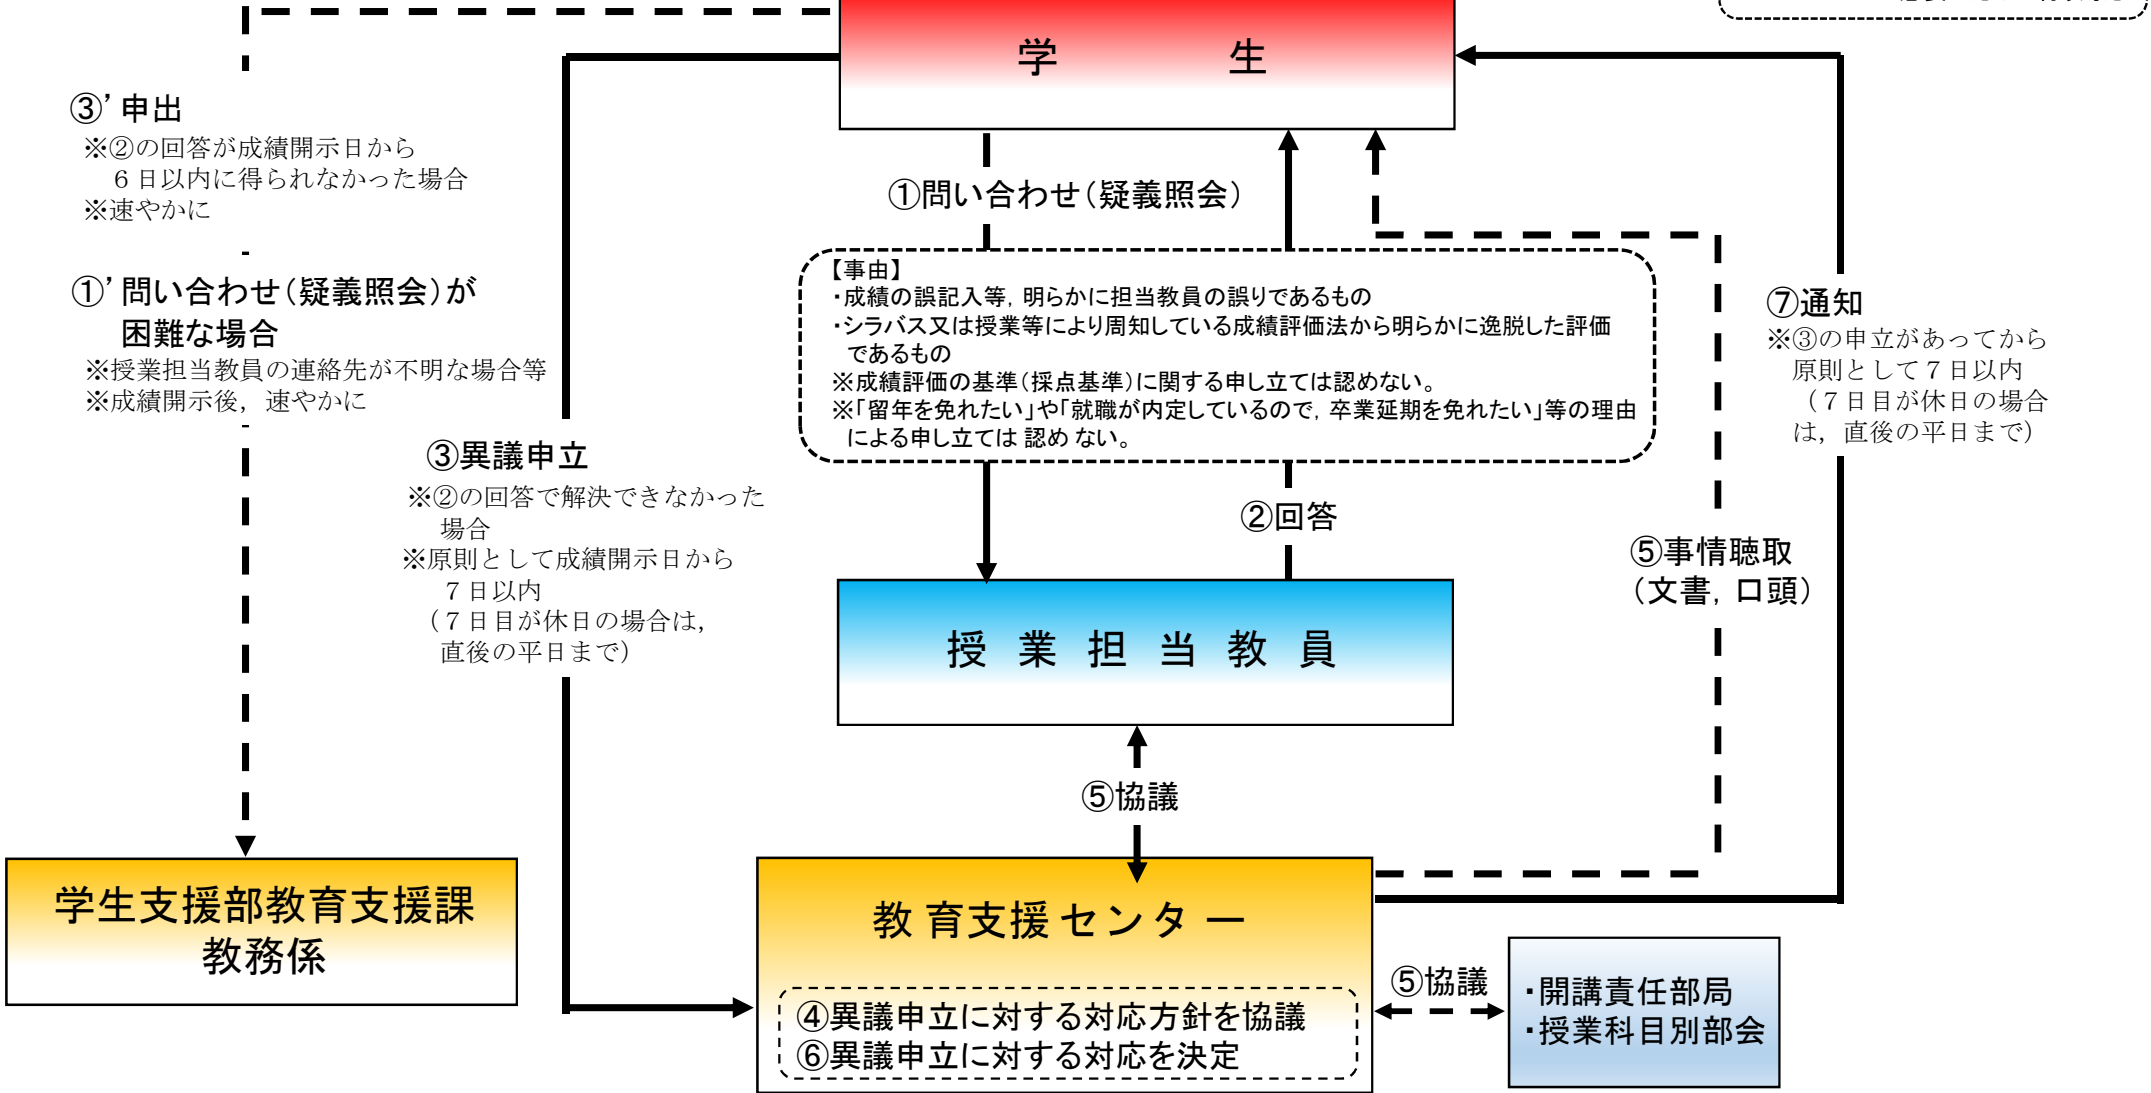 学　生
③’申出
※②の回答が成績開示日から
６日以内に得られなかった場合
※速やかに
①’問い合わせ（疑義照会）が
困難な場合
※授業担当教員の連絡先が不明な場合等
※成績開示後，速やかに
③異議申立
※②の回答で解決できなかった
場合
※原則として成績開示日から
７日以内
（７日目が休日の場合は，
直後の平日まで）
①問い合わせ（疑義照会）
【事由】
・成績の誤記入等，明らかに担当教員の誤りであるもの
・シラバス又は授業等により周知している成績評価法から明らかに逸脱した評価
であるもの
※成績評価の基準（採点基準）に関する申し立ては認めない。
※「留年を免れたい」や「就職が内定しているので，卒業延期を免れたい」等の理由
による申し立ては認めない。
②回答
⑦通知
※③の申立があってから
原則として７日以内
（７日目が休日の場合
は，直後の平日まで）
⑤事情聴取
（文書，口頭）
授業担当教員
⑤協議
学生支援部教育支援課
教務係
教育支援センター
④異議申立に対する対応方針を協議
⑥異議申立に対する対応を決定
⑤協議
・開講責任部局
・授業科目別部会